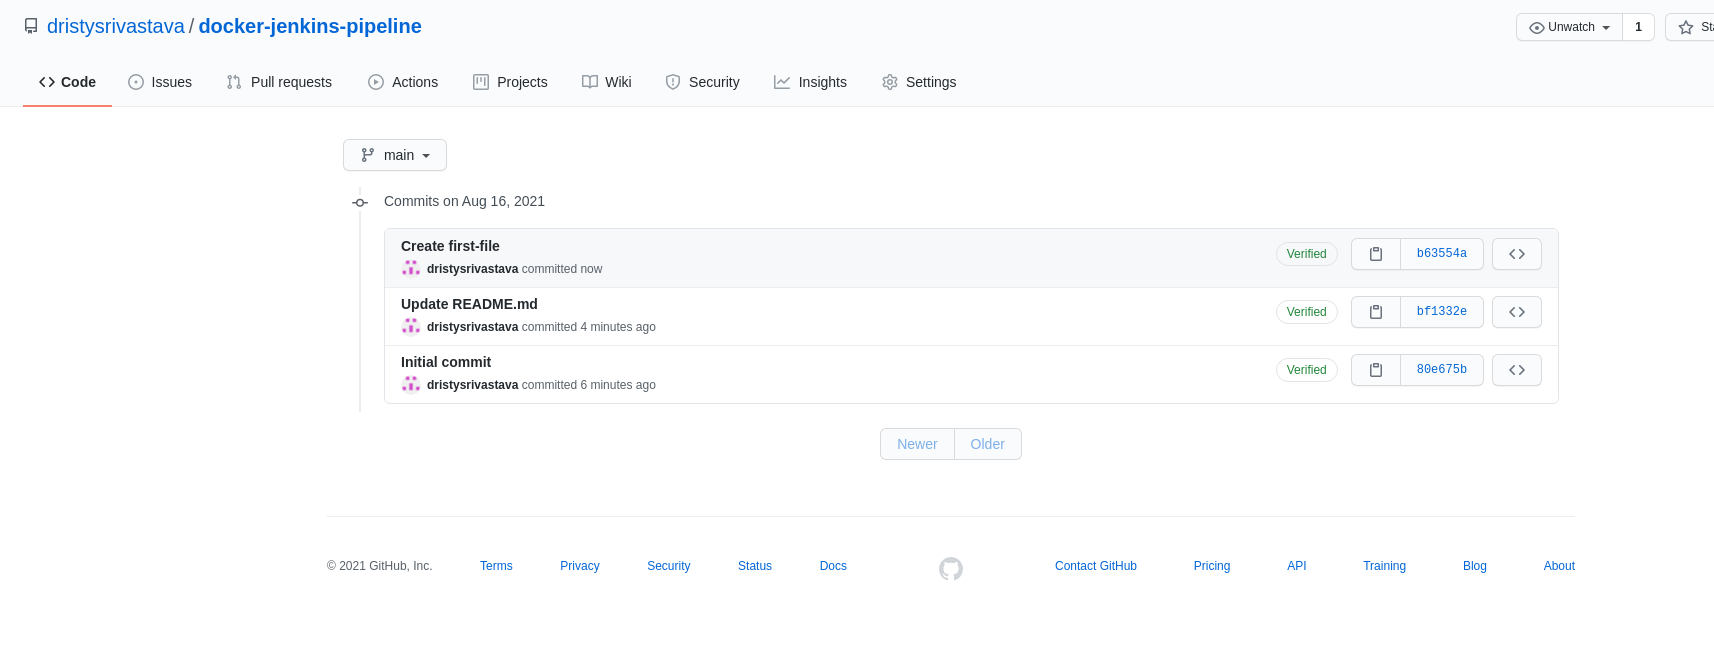 dristysrivastava / docker-jenkins-pipeline
Unwatch 1
Code Issues Pull requests Actions Projects Wiki Security Insights Settings
main
Commits on Aug 16, 2021
Create first-file
dristysrivastava committed now
Verified b63554a
Update README.md
dristysrivastava committed 4 minutes ago
Verified bf1332e
Initial commit
dristysrivastava committed 6 minutes ago
Verified 80e675b
Newer Older
© 2021 GitHub, Inc. Terms Privacy Security Status Docs Contact GitHub Pricing API Training Blog About